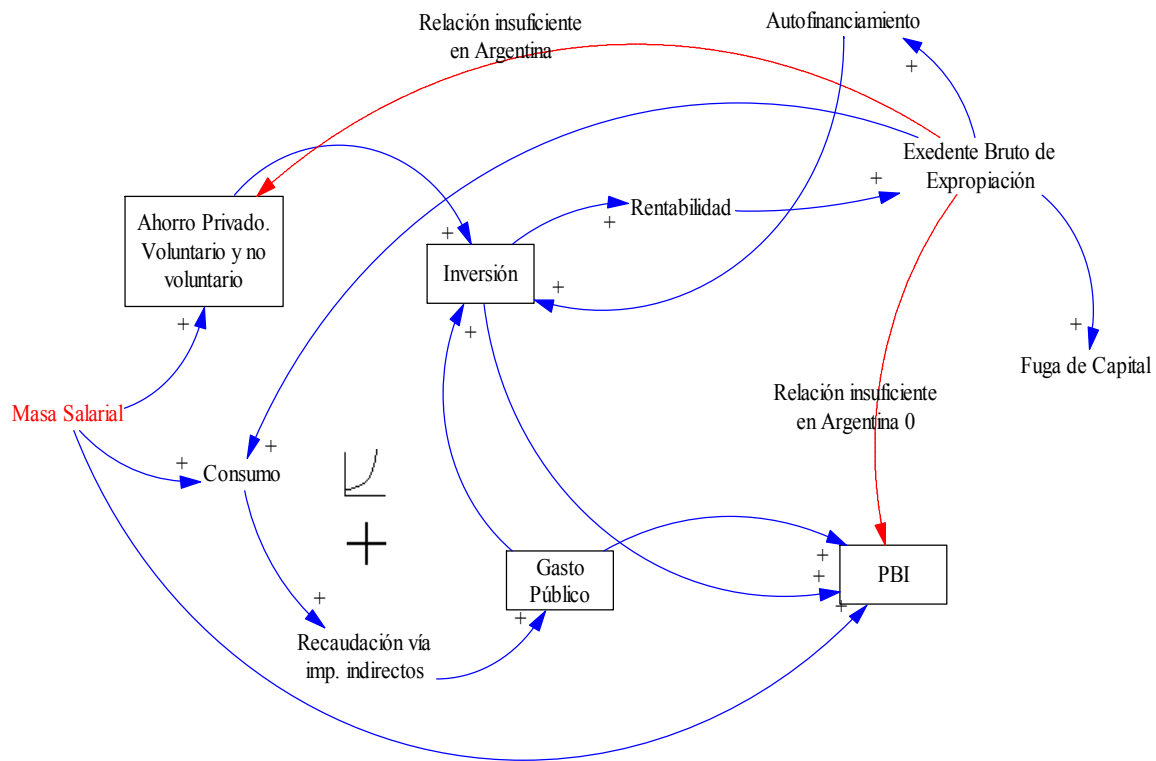 Relación insuficiente
en Argentina
Autofinanciamiento
+
Exedente Bruto de
Expropiación
+
Rentabilidad
+
Ahorro Privado.
Voluntario y no
voluntario
+
Inversión
+
+
+
+
Fuga de Capital
Relación insuficiente
en Argentina 0
Masa Salarial
+
Consumo
+
+
Gasto
Público
+
+
+
PBI
+
Recaudación vía
imp. indirectos
+